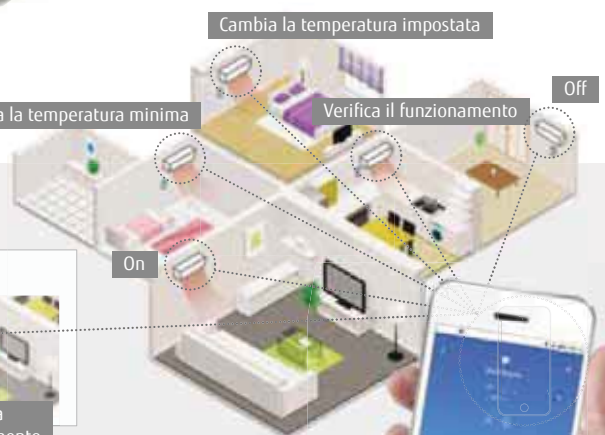 Cambia la temperatura impostata
Off
a la temperatura minima
Verifica il funzionamento
On